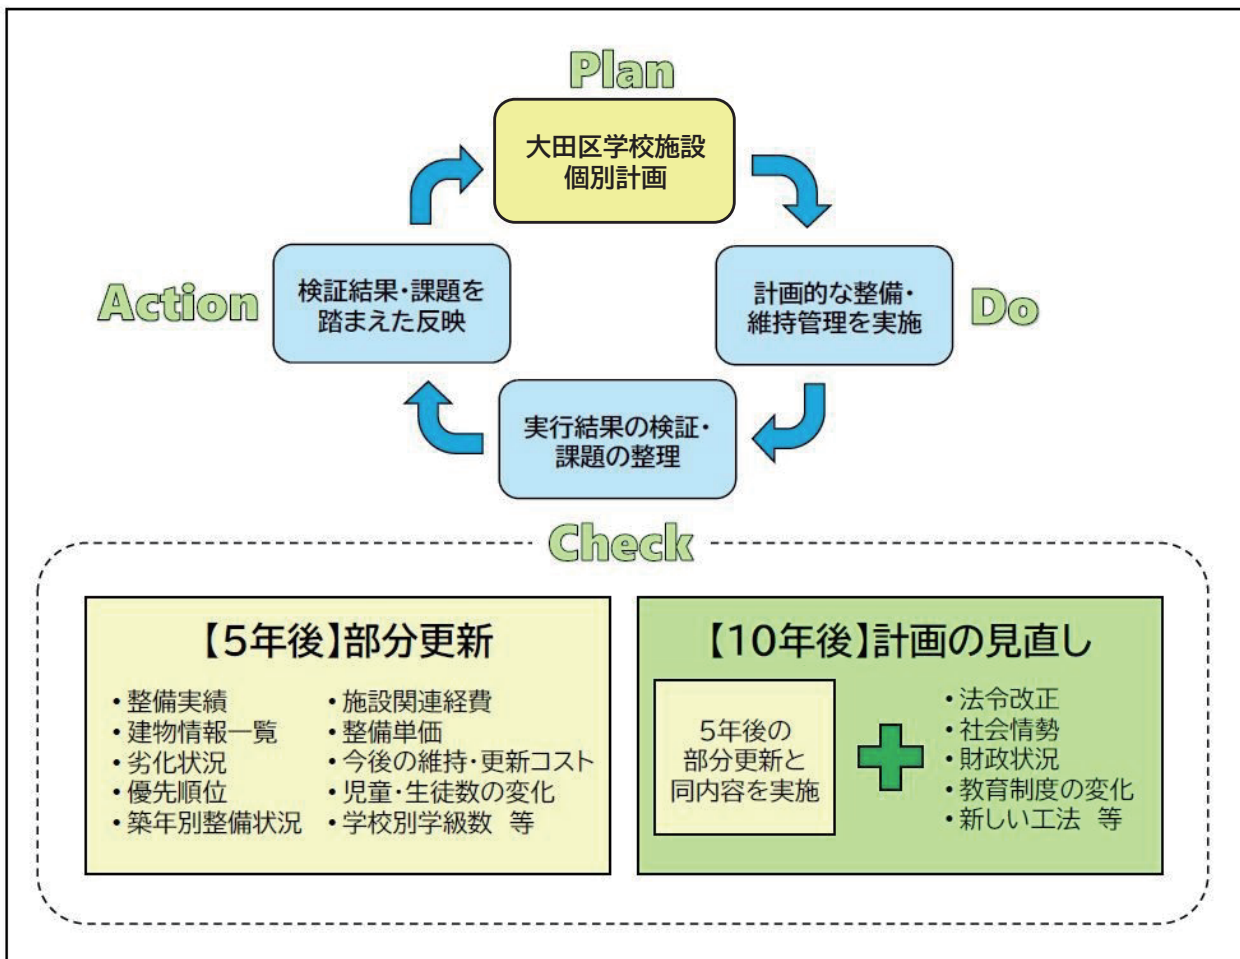 Plan
大田区学校施設
個別計画
Action
検証結果・課題を
踏まえた反映
計画的な整備・
維持管理を実施
Do
実行結果の検証・
課題の整理
Check
【5年後】部分更新
・整備実績
・建物情報一覧
・劣化状況
・優先順位
・築年別整備状況
・施設関連経費
・整備単価
・今後の維持・更新コスト
・児童・生徒数の変化
・学校別学級数 等
【10年後】計画の見直し
5年後の
部分更新と
同内容を実施
・法令改正
・社会情勢
・財政状況
・教育制度の変化
・新しい工法 等